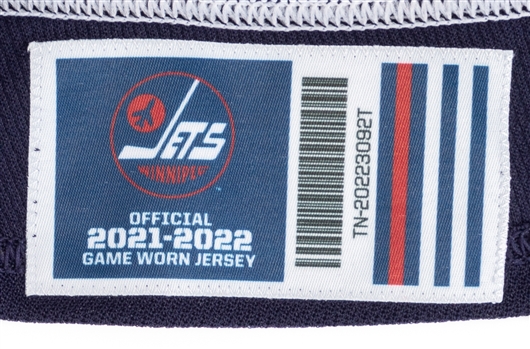 JETS
WINNIPEG
OFFICIAL
2021-2022
GAME WORN JERSEY
TN-20223092T